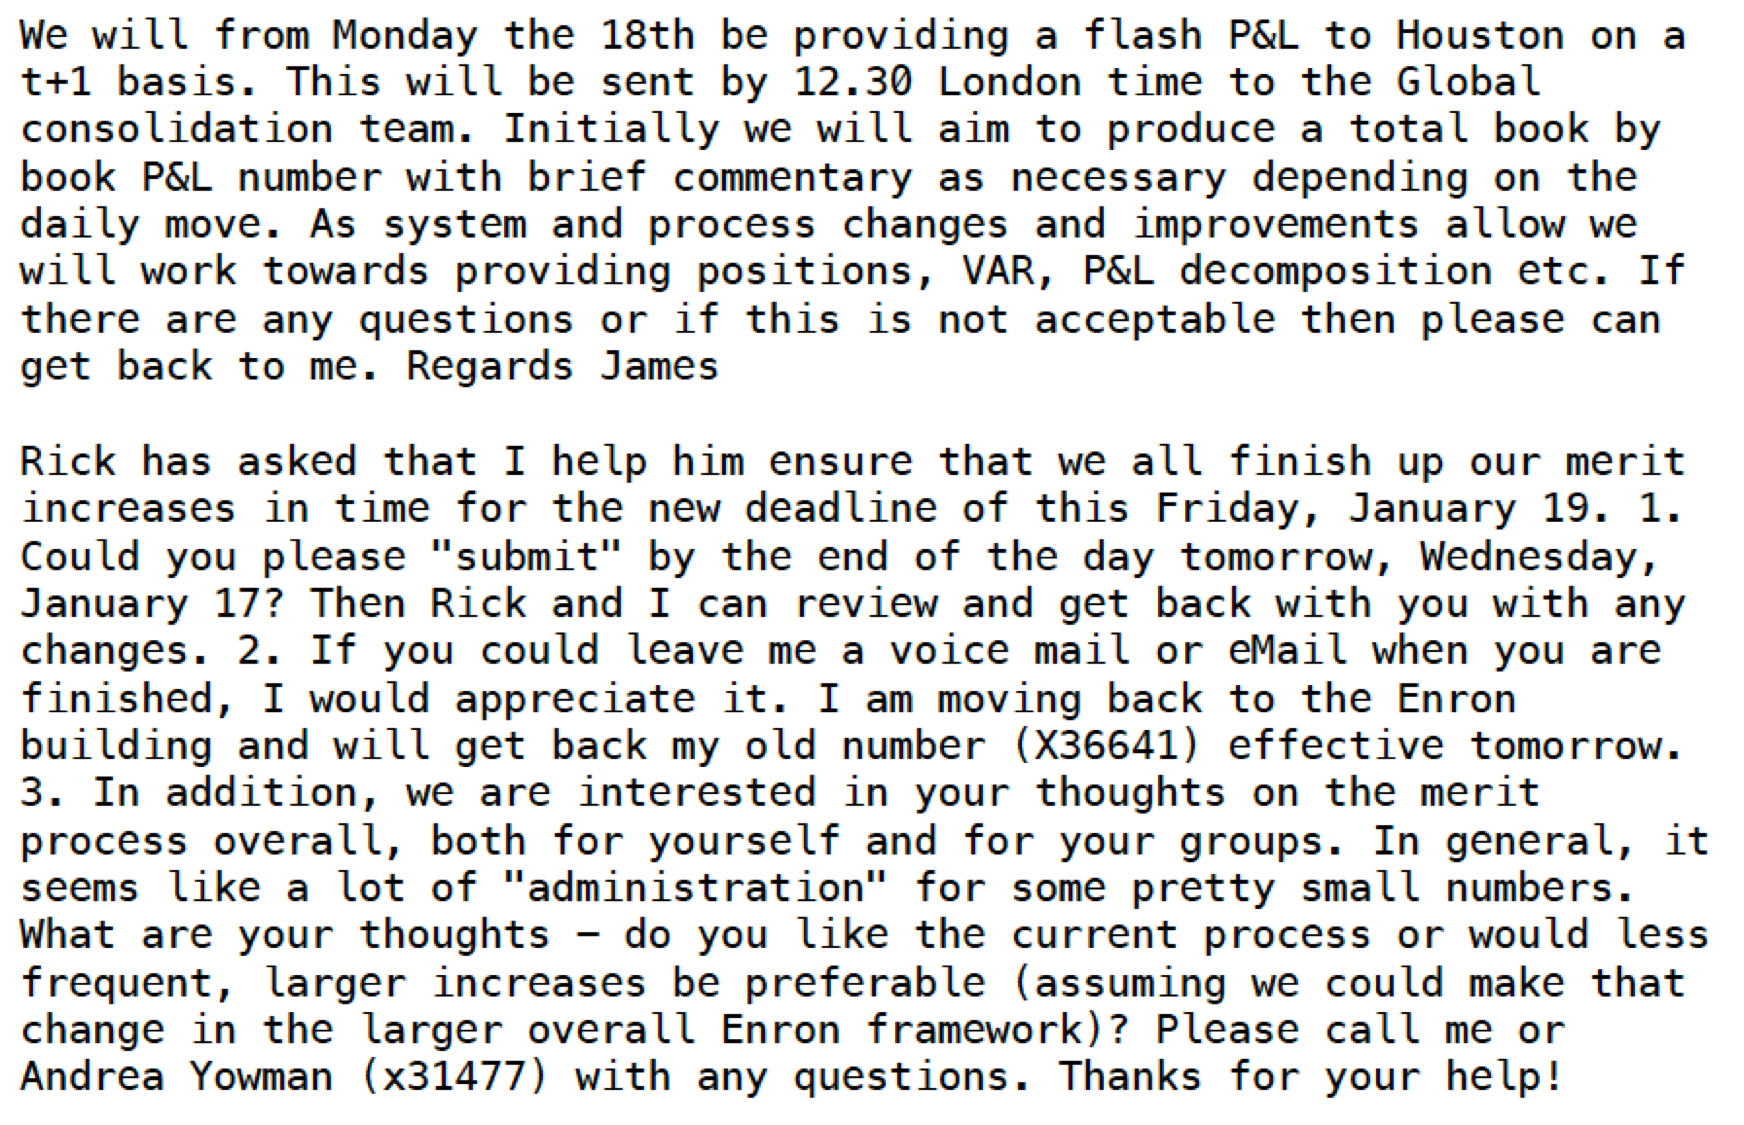 We will from Monday the 18th be providing a flash P&L to Houston on a
t+1 basis. This will be sent by 12.30 London time to the Global
consolidation team. Initially we will aim to produce a total book by
book P&L number with brief commentary as necessary depending on the
daily move. As system and process changes and improvements allow we
will work towards providing positions, VAR, P&L decomposition etc. If
there are any questions or if this is not acceptable then please can
get back to me. Regards James

Rick has asked that I help him ensure that we all finish up our merit
increases in time for the new deadline of this Friday, January 19. 1.
Could you please "submit" by the end of the day tomorrow, Wednesday,
January 17? Then Rick and I can review and get back with you with any
changes. 2. If you could leave me a voice mail or eMail when you are
finished, I would appreciate it. I am moving back to the Enron
building and will get back my old number (X36641) effective tomorrow.
3. In addition, we are interested in your thoughts on the merit
process overall, both for yourself and for your groups. In general, it
seems like a lot of "administration" for some pretty small numbers.
What are your thoughts – do you like the current process or would less
frequent, larger increases be preferable (assuming we could make that
change in the larger overall Enron framework)? Please call me or
Andrea Yowman (x31477) with any questions. Thanks for your help!